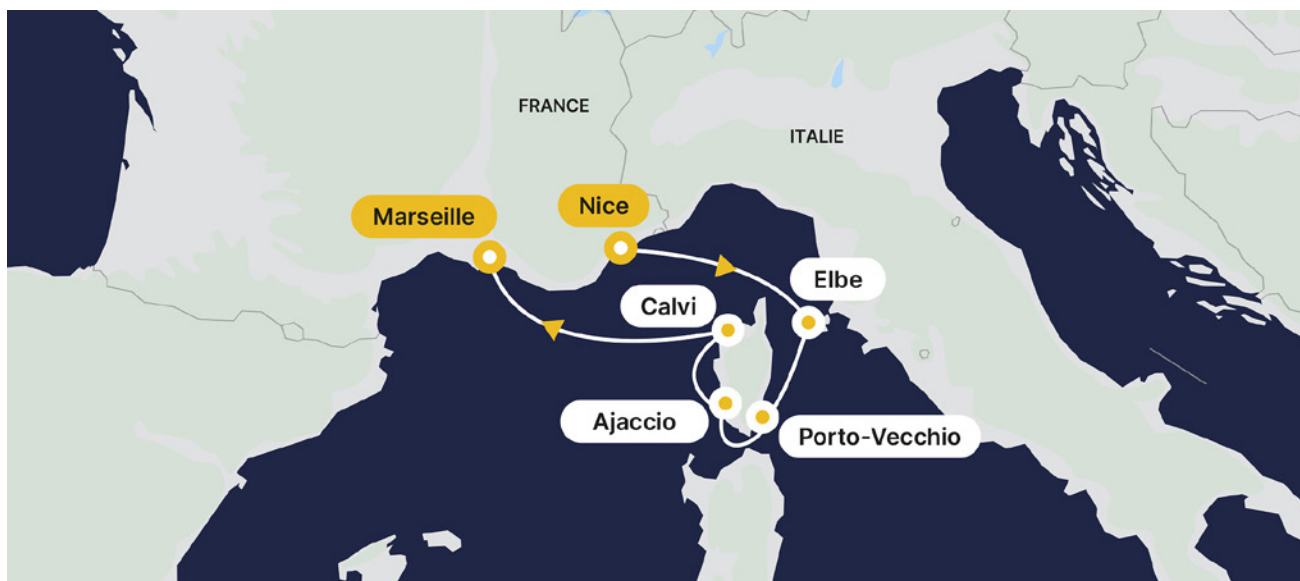 FRANCE
ITALIE
Marseille
Nice
Elbe
Calvi
Ajaccio
Porto-Vecchio